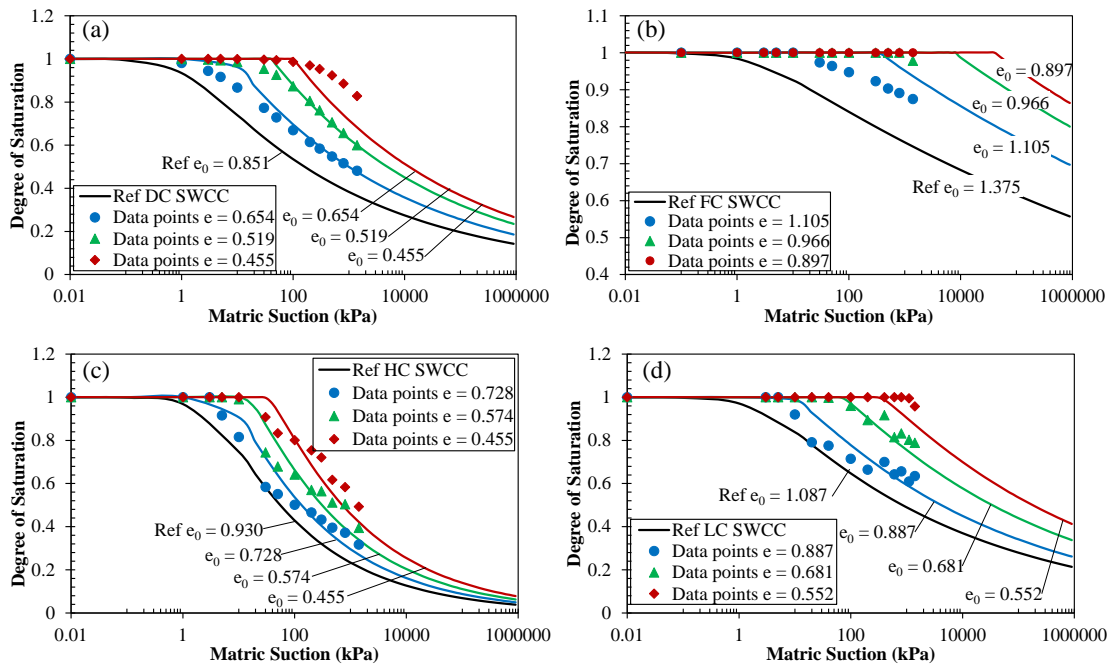 (a)
Degree of Saturation
1.2
1
0.8
0.6
0.4
0.2
0
Ref e0 = 0.851
Ref DC SWCC
Data points e = 0.654
Data points e = 0.519
Data points e = 0.455
e0 = 0.654
e0 = 0.519
e0 = 0.455
0.01 1 100 10000 1000000
Matric Suction (kPa)
(b)
Degree of Saturation
1.1
1
0.9
0.8
0.7
0.6
0.5
0.4
e0 = 0.897
e0 = 0.966
e0 = 1.105
Ref e0 = 1.375
Ref FC SWCC
Data points e = 1.105
Data points e = 0.966
Data points e = 0.897
0.01 1 100 10000 1000000
Matric Suction (kPa)
(c)
Degree of Saturation
1.2
1
0.8
0.6
0.4
0.2
0
Ref HC SWCC
Data points e = 0.728
Data points e = 0.574
Data points e = 0.455
Ref e0 = 0.930
e0 = 0.728
e0 = 0.574
e0 = 0.455
0.01 1 100 10000 1000000
Matric Suction (kPa)
(d)
Degree of Saturation
1.2
1
0.8
0.6
0.4
0.2
0
Ref e0 = 1.087
Ref LC SWCC
Data points e = 0.887
Data points e = 0.681
Data points e = 0.552
e0 = 0.887
e0 = 0.681
e0 = 0.552
0.01 1 100 10000 1000000
Matric Suction (kPa)